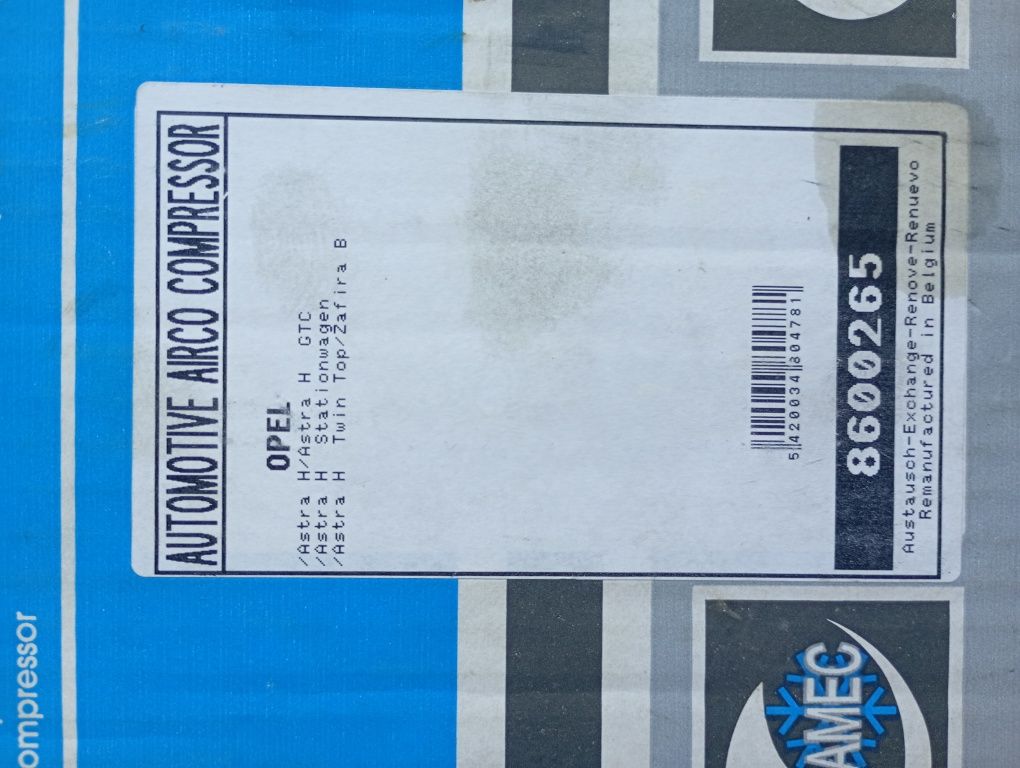 AUTOMOTIVE AIRCO COMPRESSOR
OPEL
/Astra H/Astra H GTC
/Astra H Stationwagen
/Astra H Twin Top/Zafira B
5 420034 804781
8600265
Austausch-Exchange-Renove-Renuevo
Remanufactured in Belgium
ompressor
AMEC